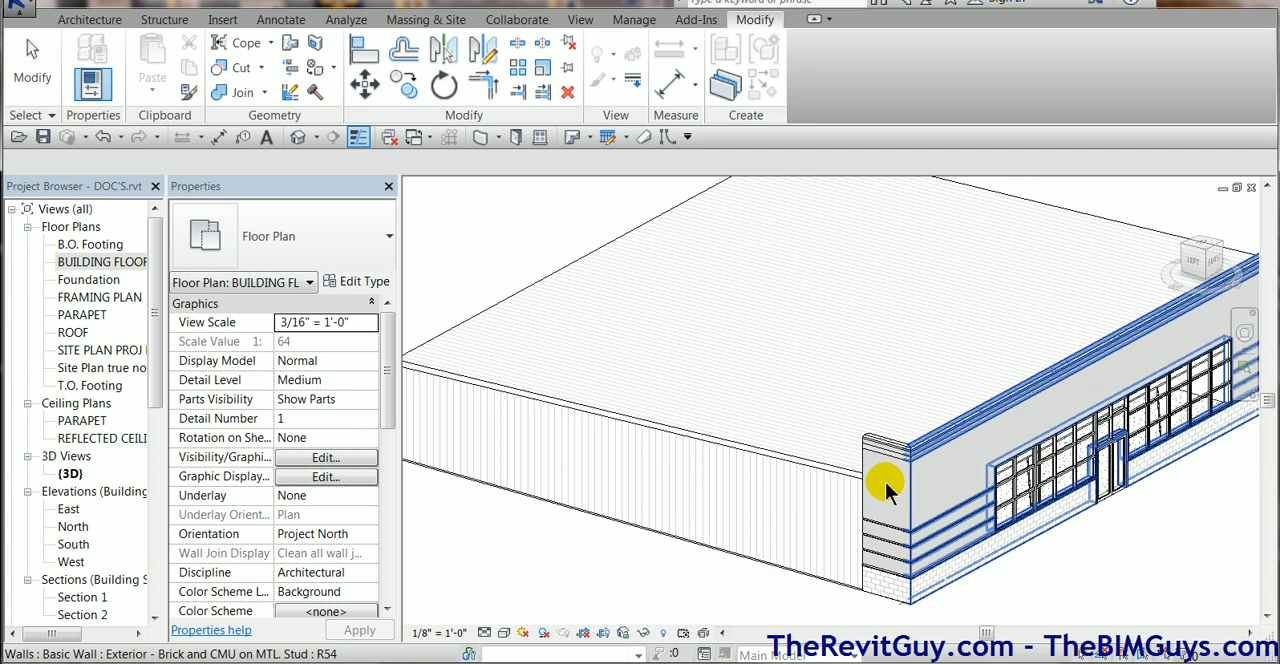 Architecture Structure Insert Annotate Analyze Massing & Site Collaborate View Manage Add-Ins Modify
Modify
Paste
Cope
Cut
Join
Select Properties Clipboard Geometry Modify View Measure Create
A
Project Browser - DOC'S.rvt
Views (all)
Floor Plans
B.O. Footing
BUILDING FLOOR
Foundation
FRAMING PLAN
PARAPET
ROOF
SITE PLAN PROJ
Site Plan true no
T.O. Footing
Ceiling Plans
PARAPET
REFLECTED CEILI
3D Views
{3D}
Elevations (Building
East
North
South
West
Sections (Building S
Section 1
Section 2
Properties
Floor Plan
Floor Plan: BUILDING FL Edit Type
Graphics
View Scale 3/16" = 1'-0"
Scale Value 1: 64
Display Model Normal
Detail Level Medium
Parts Visibility Show Parts
Detail Number 1
Rotation on She... None
Visibility/Graphi... Edit...
Graphic Display... Edit...
Underlay None
Underlay Orient... Plan
Orientation Project North
Wall Join Display Clean all wall j...
Discipline Architectural
Color Scheme L... Background
Color Scheme <none>
Properties help Apply
LEFT
1/8" = 1'-0"
Walls : Basic Wall : Exterior - Brick and CMU on MTL. Stud : R54
:0
Main Model
TheRevitGuy.com - TheBIMGuys.com